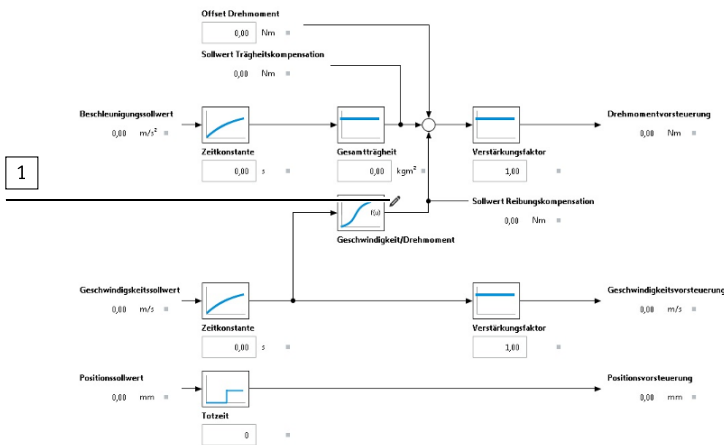 Offset Drehmoment
0,00 Nm
Sollwert Trägheitskompensation
0,00 Nm
Beschleunigungssollwert
0,00 m/s²
Zeitkonstante
0,00 s
Gesamtträgheit
0,00 kgm²
Verstärkungsfaktor
1,00
Drehmomentvorsteuerung
0,00 Nm
1
f(u)
Geschwindigkeit/Drehmoment
Sollwert Reibungskompensation
0,00 Nm
Geschwindigskeitssollwert
0,00 m/s
Zeitkonstante
0,00 s
Verstärkungsfaktor
1,00
Geschwindigkeitsvorsteuerung
0,00 m/s
Positionssollwert
0,00 mm
Totzeit
0
Positionsvorsteuerung
0,00 mm